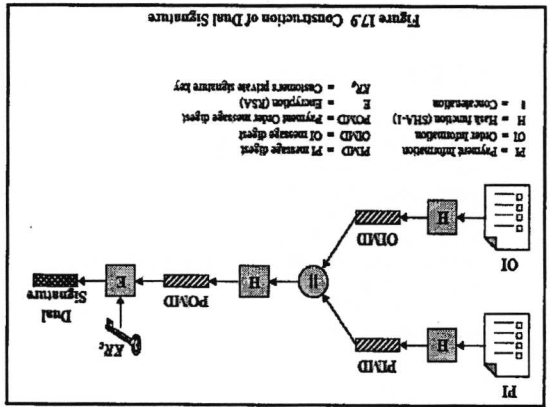 PI
H
PIMD
KRc
||
H
POMD
E
Dual
Signature
OI
H
OIMD
PI = Payment Information
OI = Order Information
H = Hash function (SHA-1)
|| = Concatenation
PIMD = PI message digest
OIMD = OI message digest
POMD = Payment Order message digest
E = Encryption (RSA)
KRc = Customer's private signature key
Figure 17.9 Construction of Dual Signature